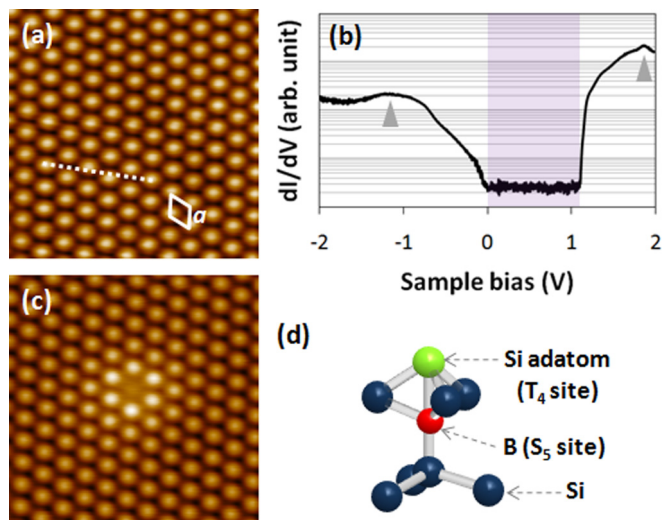 (a)
a
(b)
dI/dV (arb. unit)
-2 -1 0 1 2
Sample bias (V)
(c)
(d)
Si adatom
(T₄ site)
B (S₅ site)
Si